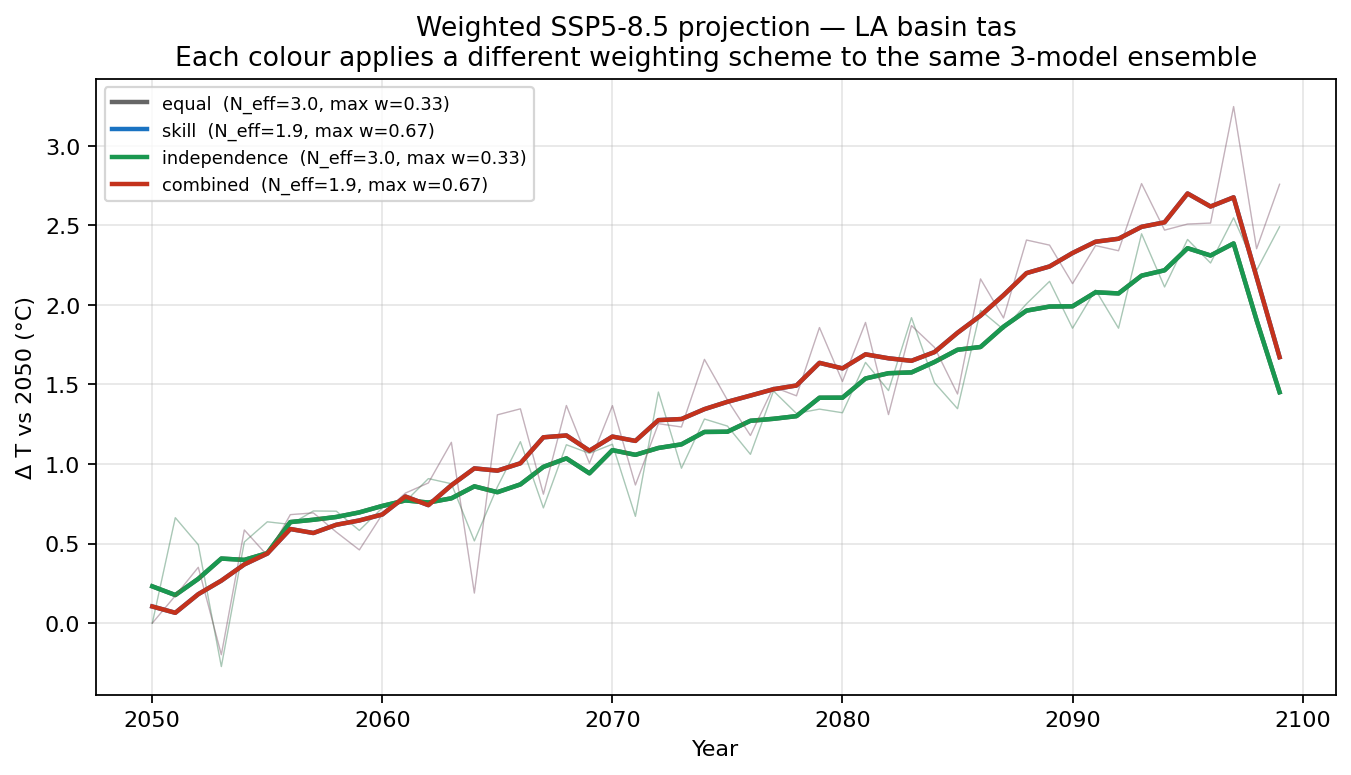 Weighted SSP5-8.5 projection — LA basin tas
Each colour applies a different weighting scheme to the same 3-model ensemble
equal (N_eff=3.0, max w=0.33)
skill (N_eff=1.9, max w=0.67)
independence (N_eff=3.0, max w=0.33)
combined (N_eff=1.9, max w=0.67)
Δ T vs 2050 (°C)
3.0
2.5
2.0
1.5
1.0
0.5
0.0
2050 2060 2070 2080 2090 2100
Year